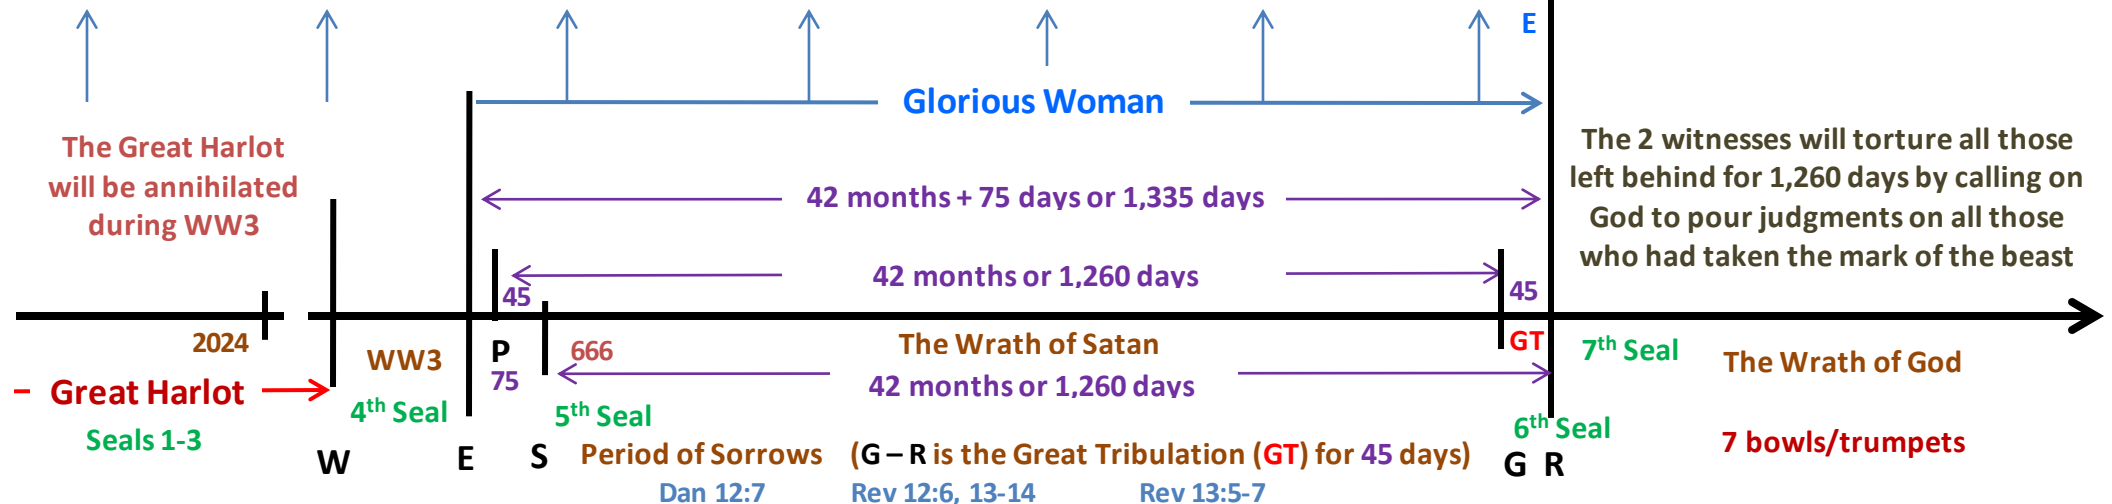 E
Glorious Woman
The Great Harlot
will be annihilated
during WW3
The 2 witnesses will torture all those
left behind for 1,260 days by calling on
God to pour judgments on all those
who had taken the mark of the beast
42 months + 75 days or 1,335 days
42 months or 1,260 days
45
45
2024
WW3
P
75
666
The Wrath of Satan
42 months or 1,260 days
GT
7th Seal
The Wrath of God
Great Harlot
Seals 1-3
4th Seal
5th Seal
6th Seal
7 bowls/trumpets
W
E
S
Period of Sorrows (G – R is the Great Tribulation (GT) for 45 days)
G R
Dan 12:7
Rev 12:6, 13-14
Rev 13:5-7